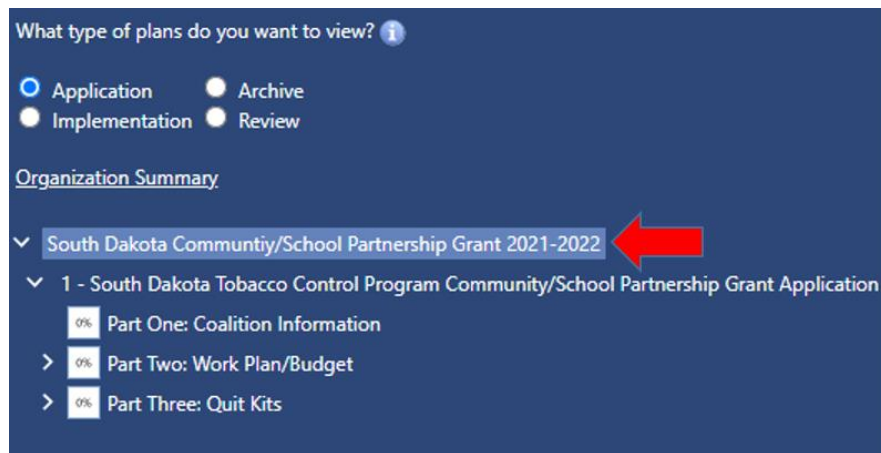 What type of plans do you want to view?
Application Archive
Implementation Review
Organization Summary
South Dakota Communtiy/School Partnership Grant 2021-2022
1 - South Dakota Tobacco Control Program Community/School Partnership Grant Application
0% Part One: Coalition Information
0% Part Two: Work Plan/Budget
0% Part Three: Quit Kits